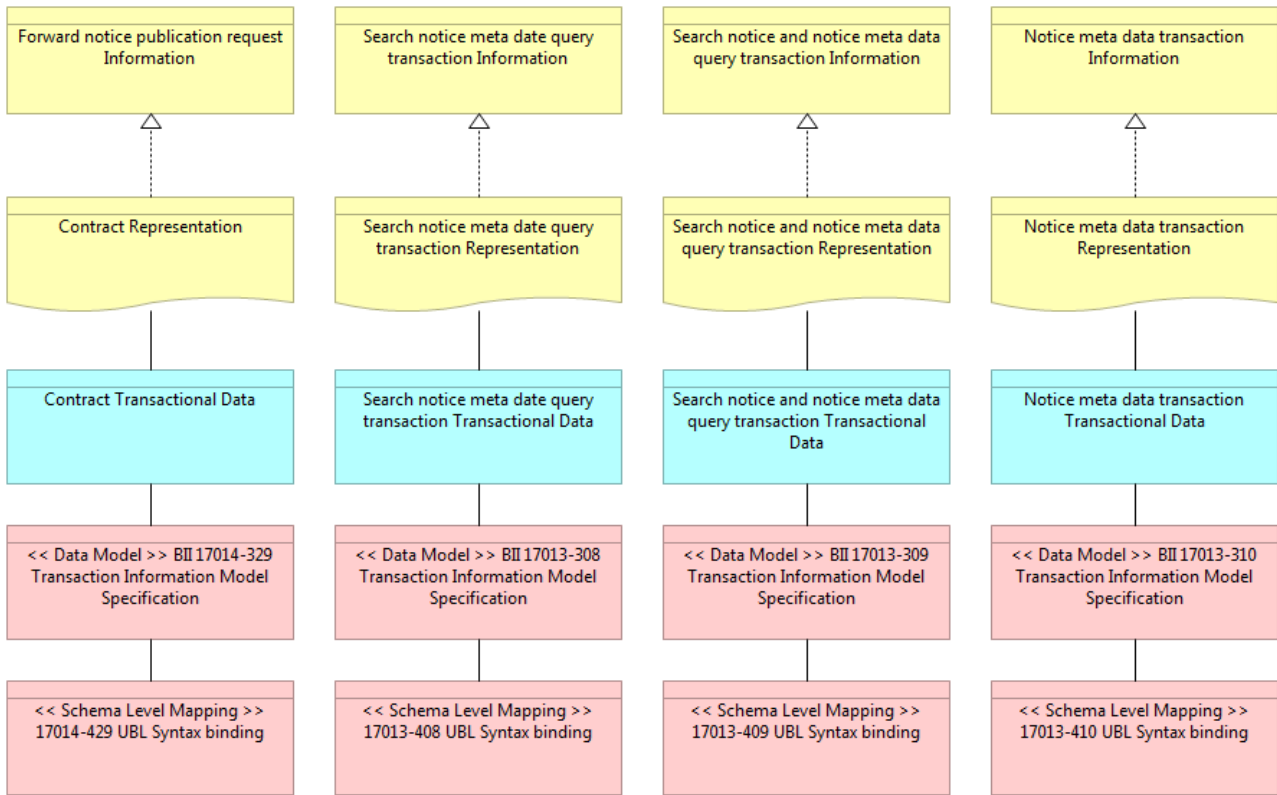 Forward notice publication request
Information
Search notice meta date query
transaction Information
Search notice and notice meta data
query transaction Information
Notice meta data transaction
Information
Contract Representation
Search notice meta date query
transaction Representation
Search notice and notice meta data
query transaction Representation
Notice meta data transaction
Representation
Contract Transactional Data
Search notice meta date query
transaction Transactional Data
Search notice and notice meta data
query transaction Transactional
Data
Notice meta data transaction
Transactional Data
<< Data Model >> BII 17014-329
Transaction Information Model
Specification
<< Data Model >> BII 17013-308
Transaction Information Model
Specification
<< Data Model >> BII 17013-309
Transaction Information Model
Specification
<< Data Model >> BII 17013-310
Transaction Information Model
Specification
<< Schema Level Mapping >>
17014-429 UBL Syntax binding
<< Schema Level Mapping >>
17013-408 UBL Syntax binding
<< Schema Level Mapping >>
17013-409 UBL Syntax binding
<< Schema Level Mapping >>
17013-410 UBL Syntax binding